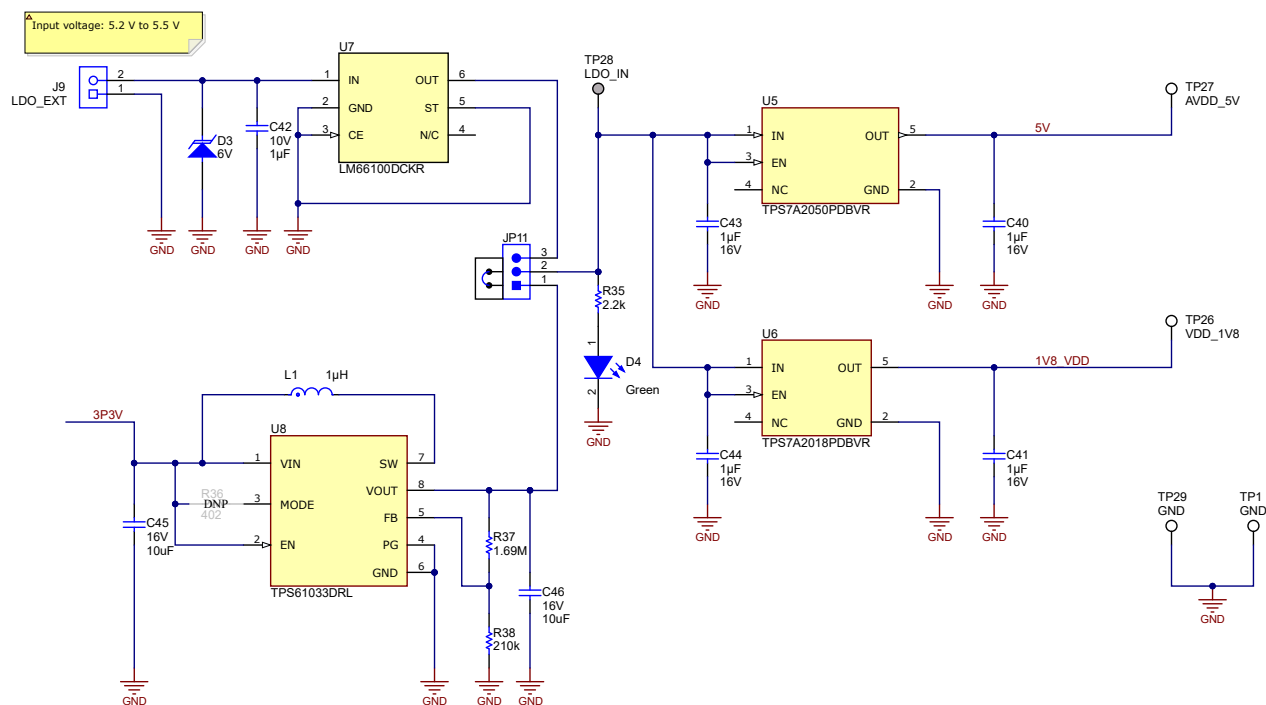 Input voltage: 5.2 V to 5.5 V
J9
LDO_EXT
2
1
D3
6V
C42
10V
1µF
U7
1 IN OUT 6
2 GND ST 5
3 CE N/C 4
LM66100DCKR
GND
GND
GND
GND
JP11
3
2
1
TP28
LDO_IN
R35
2.2k
1
D4
Green
2
GND
U5
1 IN OUT 5
3 EN
4 NC GND 2
TPS7A2050PDBVR
5V
TP27
AVDD_5V
C43
1µF
16V
C40
1µF
16V
GND
GND
GND
U6
1 IN OUT 5
3 EN
4 NC GND 2
TPS7A2018PDBVR
1V8_VDD
TP26
VDD_1V8
C44
1µF
16V
C41
1µF
16V
GND
GND
GND
TP29
GND
TP1
GND
GND
L1 1µH
3P3V
U8
1 VIN SW 7
VOUT 8
3 MODE
FB 5
2 EN PG 4
GND 6
TPS61033DRL
R36
DNP
402
C45
16V
10uF
R37
1.69M
R38
210k
C46
16V
10uF
GND
GND
GND
GND